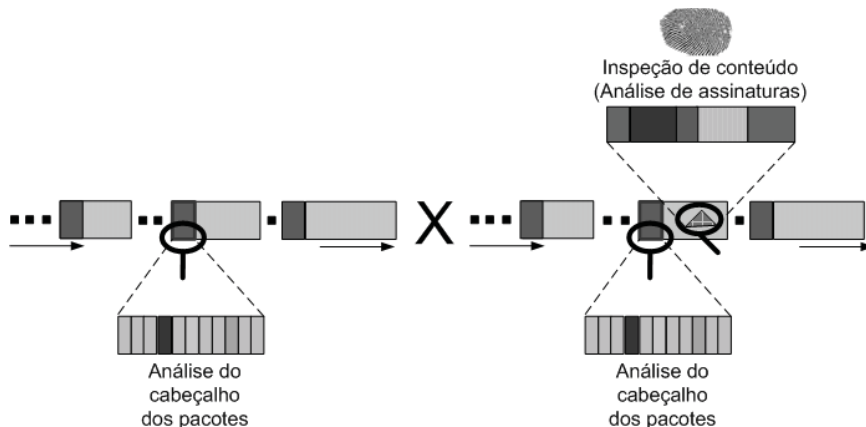 Inspeção de conteúdo
(Análise de assinaturas)
X
Análise do
cabeçalho
dos pacotes
Análise do
cabeçalho
dos pacotes